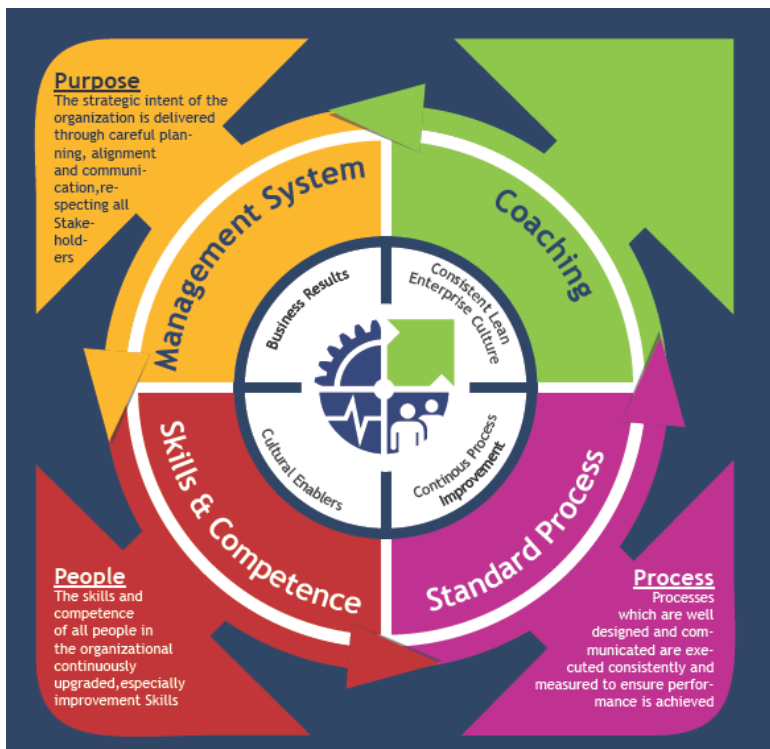 Purpose
The strategic intent of the
organization is delivered
through careful plan-
ning, alignment
and communi-
cation,re-
specting all
Stake-
hold-
ers
Management System
Coaching
Business Results
Consistent Lean
Enterprise Culture
Cultural Enablers
Continous Process
Improvement
Skills & Competence
Standard Process
People
The skills and
competence
of all people in
the organizational
continuously
upgraded,especially
improvement Skills
Process
Processes
which are well
designed and com-
municated are exe-
cuted consistently and
measured to ensure perfor-
mance is achieved